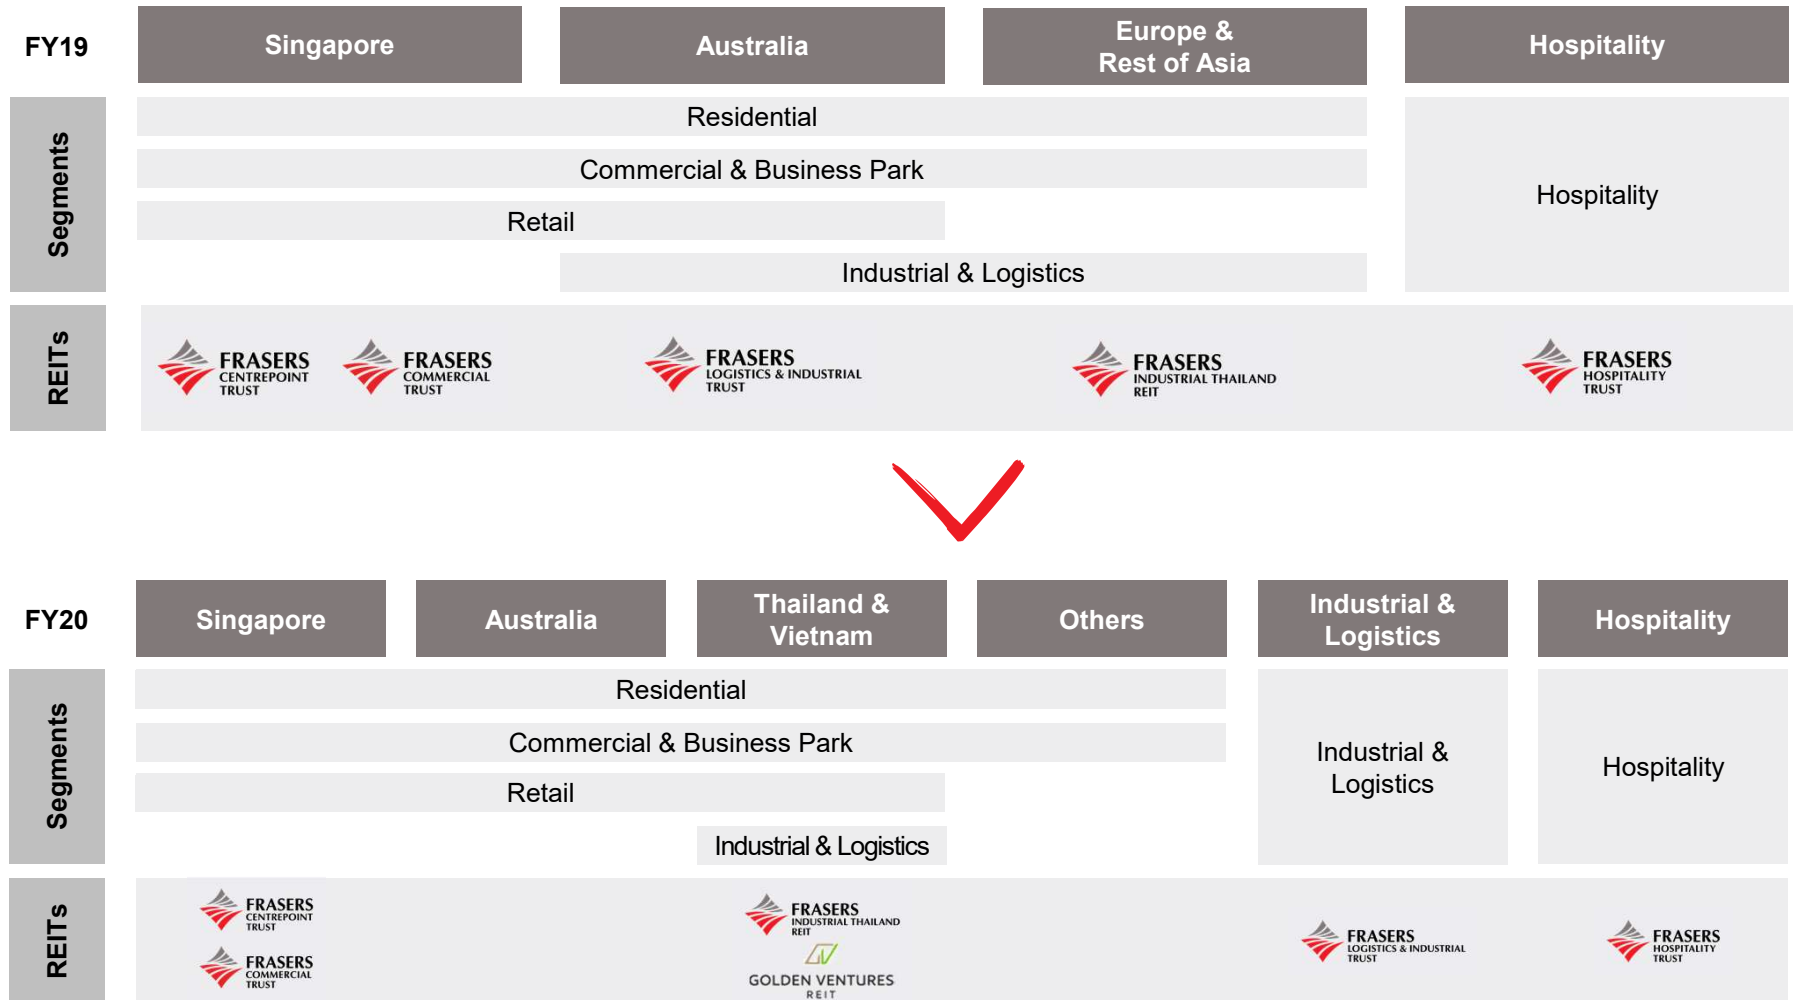 FY19
Singapore
Australia
Europe &
Rest of Asia
Hospitality
Segments
Residential
Commercial & Business Park
Retail
Industrial & Logistics
Hospitality
REITs
FRASERS
CENTREPOINT
TRUST
FRASERS
COMMERCIAL
TRUST
FRASERS
LOGISTICS & INDUSTRIAL
TRUST
FRASERS
INDUSTRIAL THAILAND
REIT
FRASERS
HOSPITALITY
TRUST
FY20
Singapore
Australia
Thailand &
Vietnam
Others
Industrial &
Logistics
Hospitality
Segments
Residential
Commercial & Business Park
Retail
Industrial & Logistics
Industrial &
Logistics
Hospitality
REITs
FRASERS
CENTREPOINT
TRUST
FRASERS
COMMERCIAL
TRUST
FRASERS
INDUSTRIAL THAILAND
REIT
GOLDEN VENTURES
REIT
FRASERS
LOGISTICS & INDUSTRIAL
TRUST
FRASERS
HOSPITALITY
TRUST